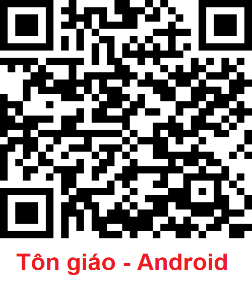 Tôn giáo - Android